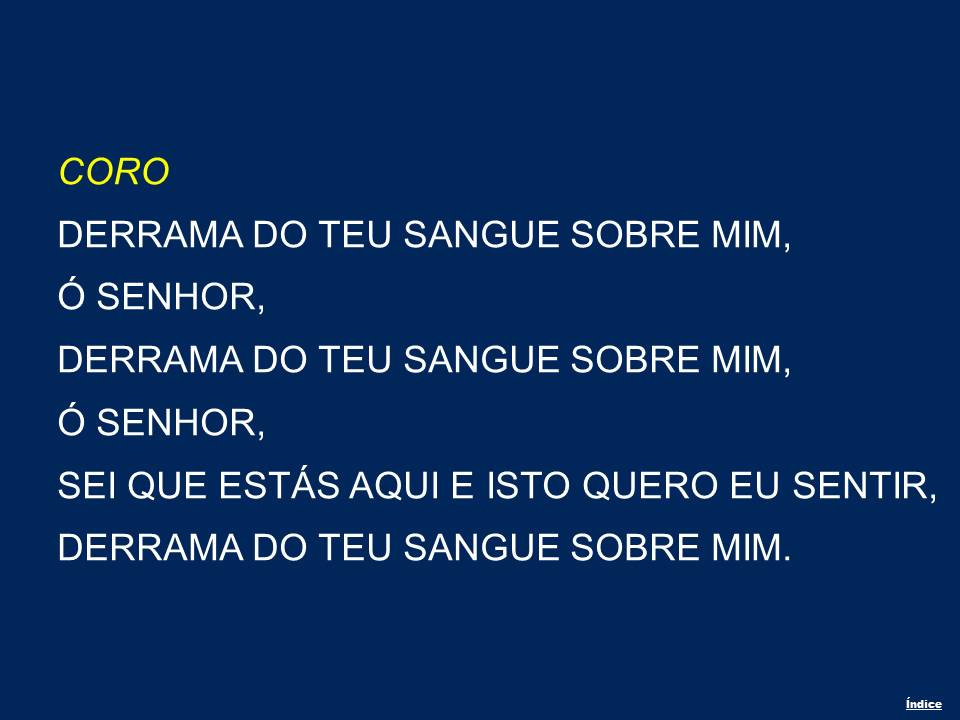 CORO
DERRAMA DO TEU SANGUE SOBRE MIM,
Ó SENHOR,
DERRAMA DO TEU SANGUE SOBRE MIM,
Ó SENHOR,
SEI QUE ESTÁS AQUI E ISTO QUERO EU SENTIR,
DERRAMA DO TEU SANGUE SOBRE MIM.
Índice